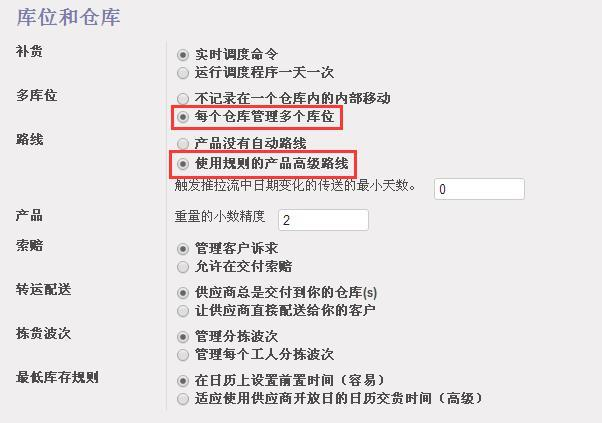 库位和仓库
补货 实时调度命令
运行调度程序一天一次
多库位 不记录在一个仓库内的内部移动
每个仓库管理多个库位
路线 产品没有自动路线
使用规则的产品高级路线
触发推拉流中日期变化的传送的最小天数。 0
产品 重量的小数精度 2
索赔 管理客户诉求
允许在交付索赔
转运配送 供应商总是交付到你的仓库(s)
让供应商直接配送给你的客户
拣货波次 管理分拣波次
管理每个工人分拣波次
最低库存规则 在日历上设置前置时间（容易）
适应使用供应商开放日的日历交货时间（高级）